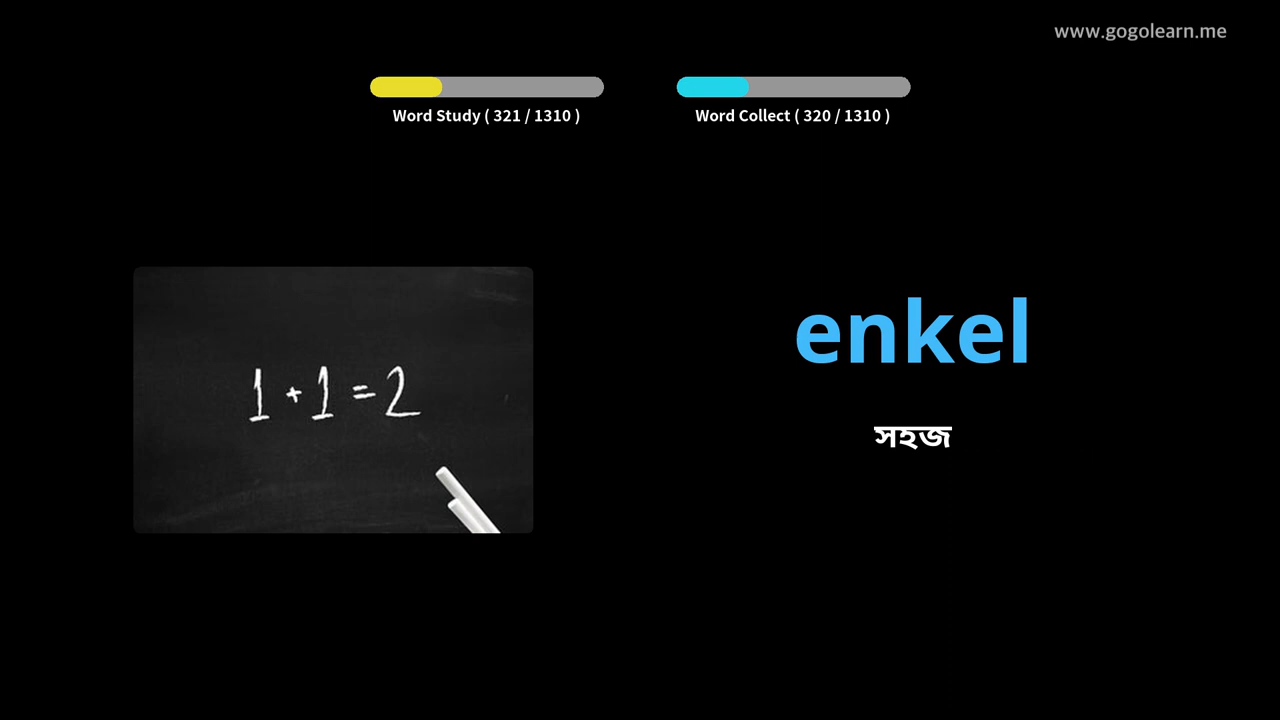 www.gogolearn.me
Word Study ( 321 / 1310 )
Word Collect ( 320 / 1310 )
1 + 1 = 2
enkel
সহজ